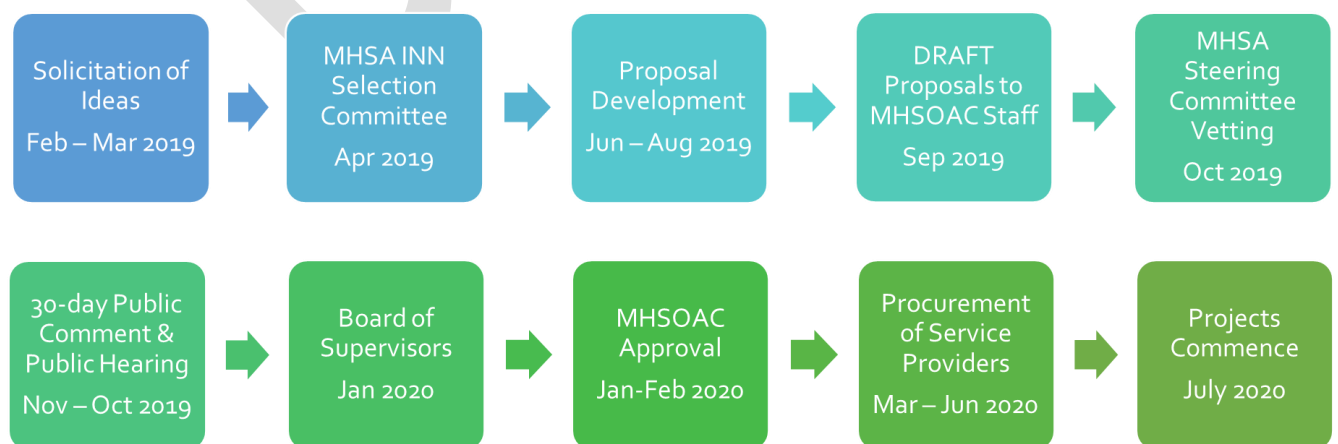 Solicitation of
Ideas
Feb – Mar 2019
MHSA INN
Selection
Committee
Apr 2019
Proposal
Development
Jun – Aug 2019
DRAFT
Proposals to
MHSOAC Staff
Sep 2019
MHSA
Steering
Committee
Vetting
Oct 2019
30-day Public
Comment &
Public Hearing
Nov – Oct 2019
Board of
Supervisors
Jan 2020
MHSOAC
Approval
Jan-Feb 2020
Procurement
of Service
Providers
Mar – Jun 2020
Projects
Commence
July 2020